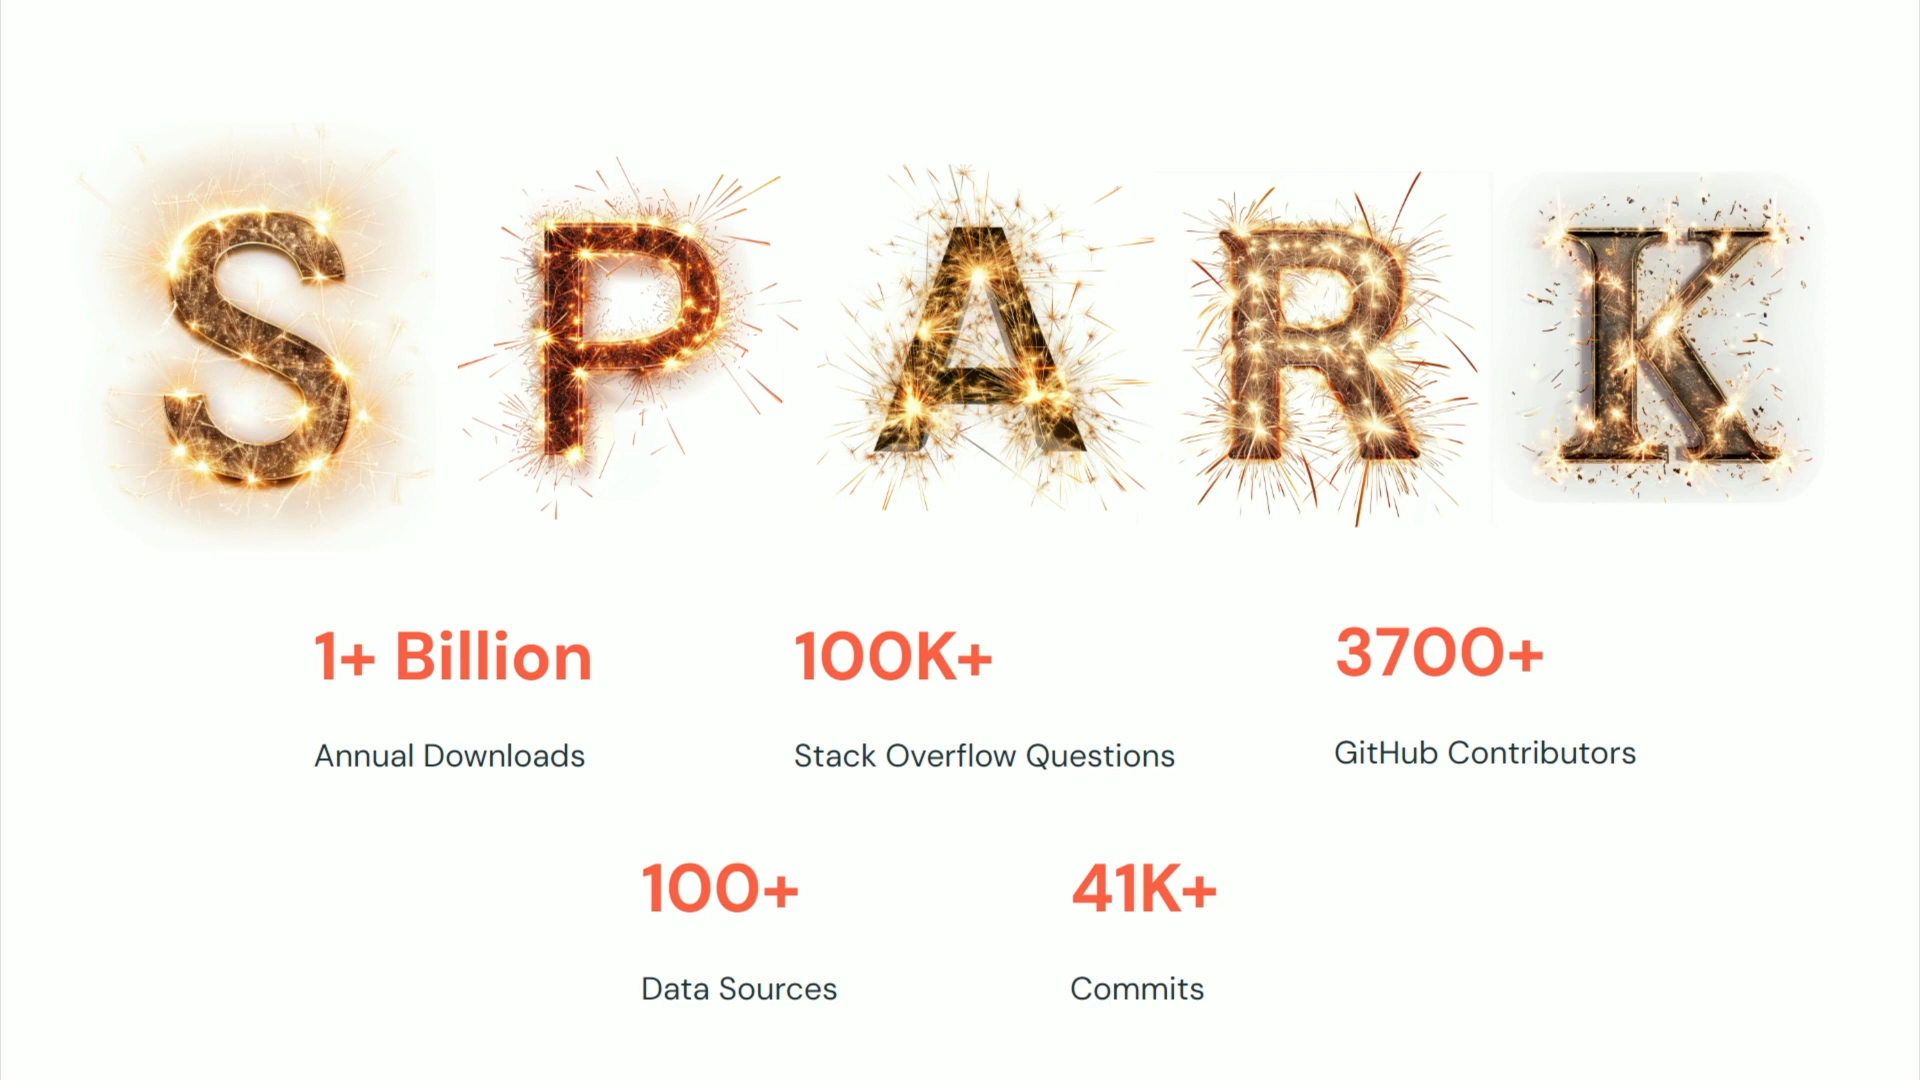 SPARK
1+ Billion
Annual Downloads
100K+
Stack Overflow Questions
3700+
GitHub Contributors
100+
Data Sources
41K+
Commits